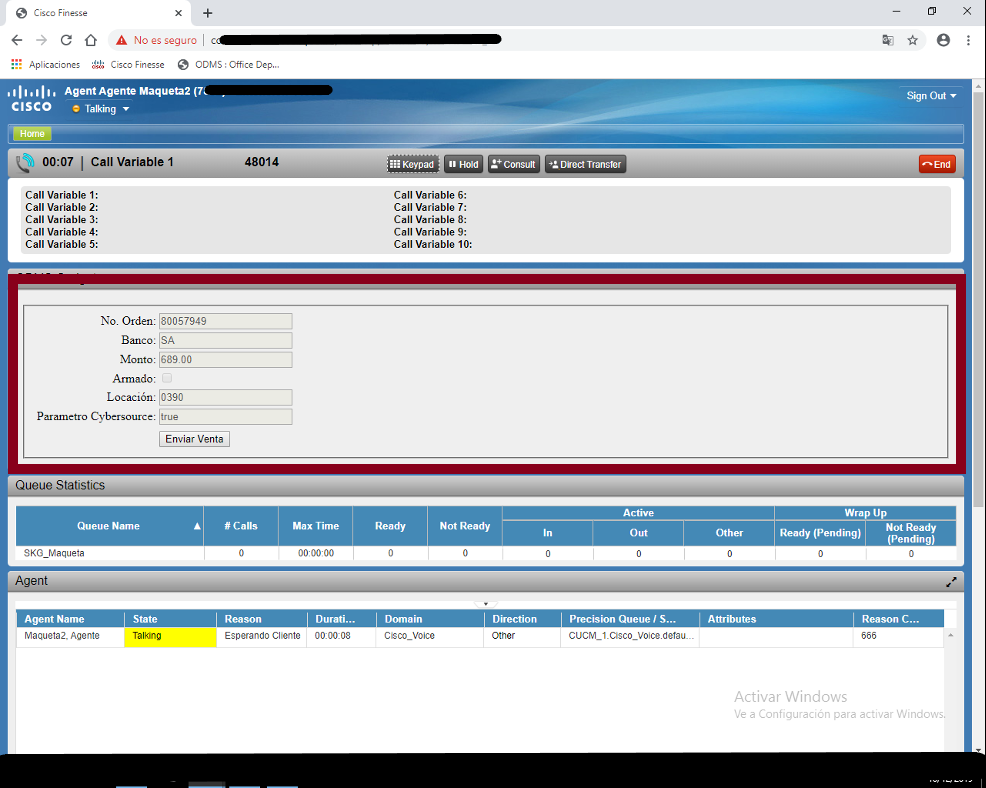 Cisco Finesse
No es seguro
Aplicaciones Cisco Finesse ODMS : Office Dep...
CISCO
Agent Agente Maqueta2 (7
Talking
Sign Out
Home
00:07 | Call Variable 1 48014 Keypad Hold Consult Direct Transfer End
Call Variable 1: Call Variable 6:
Call Variable 2: Call Variable 7:
Call Variable 3: Call Variable 8:
Call Variable 4: Call Variable 9:
Call Variable 5: Call Variable 10:
No. Orden: 80057949
Banco: SA
Monto: 689.00
Armado:
Locación: 0390
Parametro Cybersource: true
Enviar Venta
Queue Statistics
Queue Name # Calls Max Time Ready Not Ready Active Wrap Up
In Out Other Ready (Pending) Not Ready (Pending)
SKG_Maqueta 0 00:00:00 0 0 0 0 0 0 0
Agent
Agent Name State Reason Durati... Domain Direction Precision Queue / S... Attributes Reason C...
Maqueta2, Agente Talking Esperando Cliente 00:00:08 Cisco_Voice Other CUCM_1.Cisco_Voice.defau... 666
Activar Windows
Ve a Configuración para activar Windows.